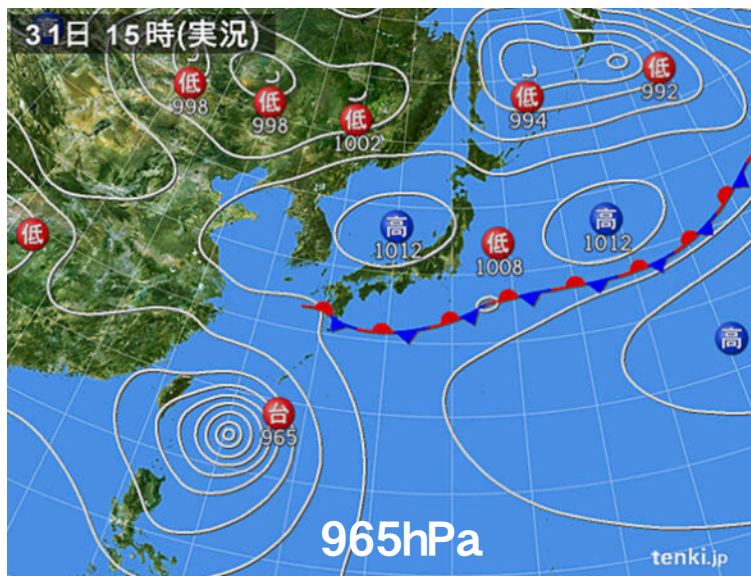 31日 15時(実況)
低
998
低
998
低
1002
低
994
低
992
低
高
1012
低
1008
高
1012
高
台
965
965hPa
tenki.jp